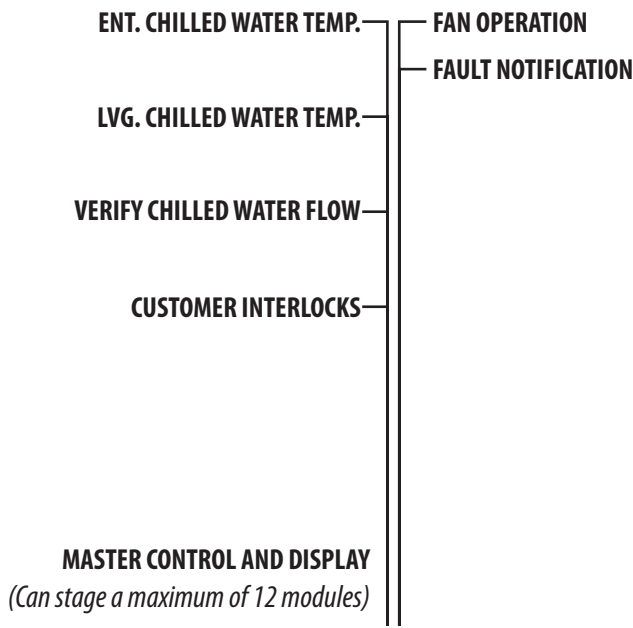 ENT. CHILLED WATER TEMP.
FAN OPERATION
FAULT NOTIFICATION
LVG. CHILLED WATER TEMP.
VERIFY CHILLED WATER FLOW
CUSTOMER INTERLOCKS
MASTER CONTROL AND DISPLAY
(Can stage a maximum of 12 modules)